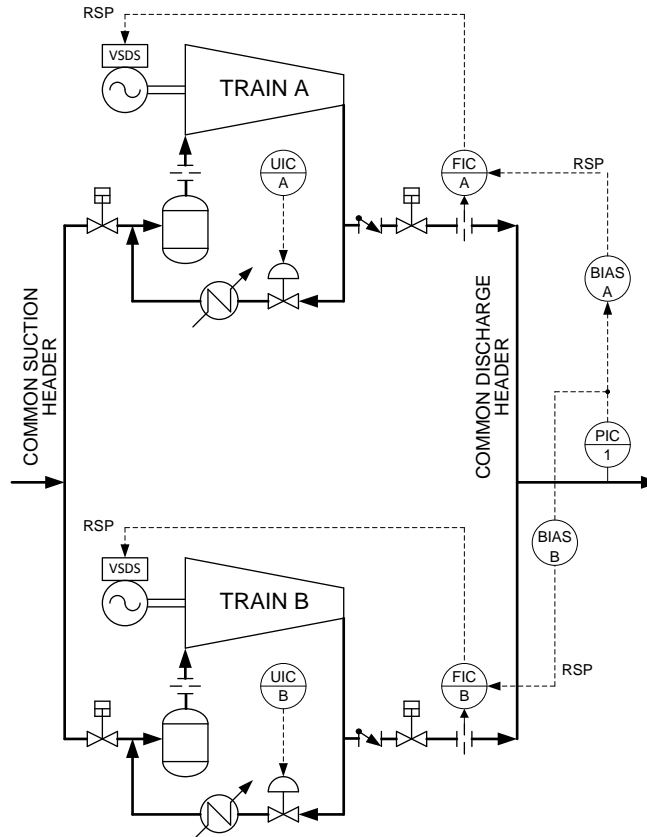 RSP
VSDS
TRAIN A
UIC
A
FIC
A
RSP
BIAS
A
COMMON SUCTION
HEADER
COMMON DISCHARGE
HEADER
PIC
1
RSP
VSDS
TRAIN B
BIAS
B
UIC
B
FIC
B
RSP